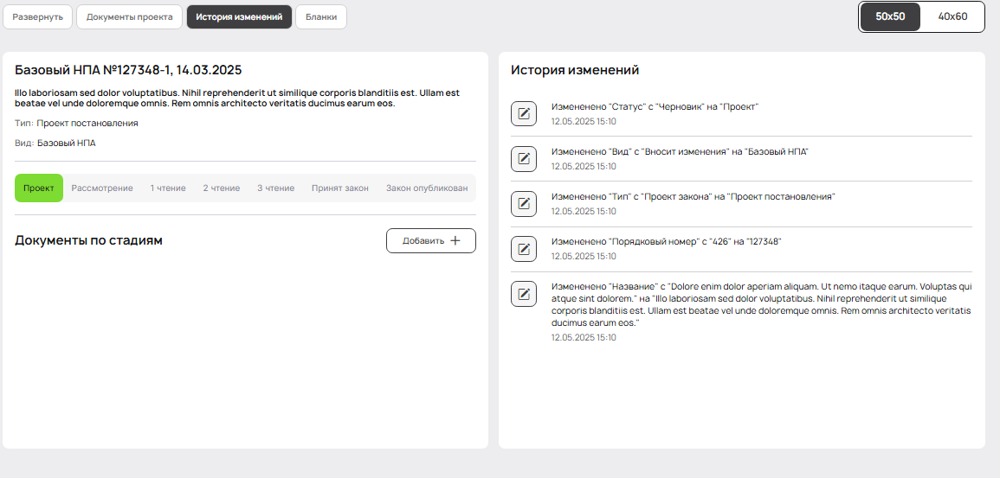 Развернуть
Документы проекта
История изменений
Бланки
50x50
40x60
Базовый НПА №127348-1, 14.03.2025
Illo laboriosam sed dolor voluptatibus. Nihil reprehenderit ut similique corporis blanditiis est. Ullam est
beatae vel unde doloremque omnis. Rem omnis architecto veritatis ducimus earum eos.
Тип: Проект постановления
Вид: Базовый НПА
Проект
Рассмотрение
1 чтение
2 чтение
3 чтение
Принят закон
Закон опубликован
Документы по стадиям
Добавить +
История изменений
Измененено "Статус" с "Черновик" на "Проект"
12.05.2025 15:10
Измененено "Вид" с "Вносит изменения" на "Базовый НПА"
12.05.2025 15:10
Измененено "Тип" с "Проект закона" на "Проект постановления"
12.05.2025 15:10
Измененено "Порядковый номер" с "426" на "127348"
12.05.2025 15:10
Измененено "Название" с "Dolore enim dolor aperiam aliquam. Ut nemo itaque earum. Voluptas qui
atque sint dolorem." на "Illo laboriosam sed dolor voluptatibus. Nihil reprehenderit ut similique
corporis blanditiis est. Ullam est beatae vel unde doloremque omnis. Rem omnis architecto veritatis
ducimus earum eos."
12.05.2025 15:10